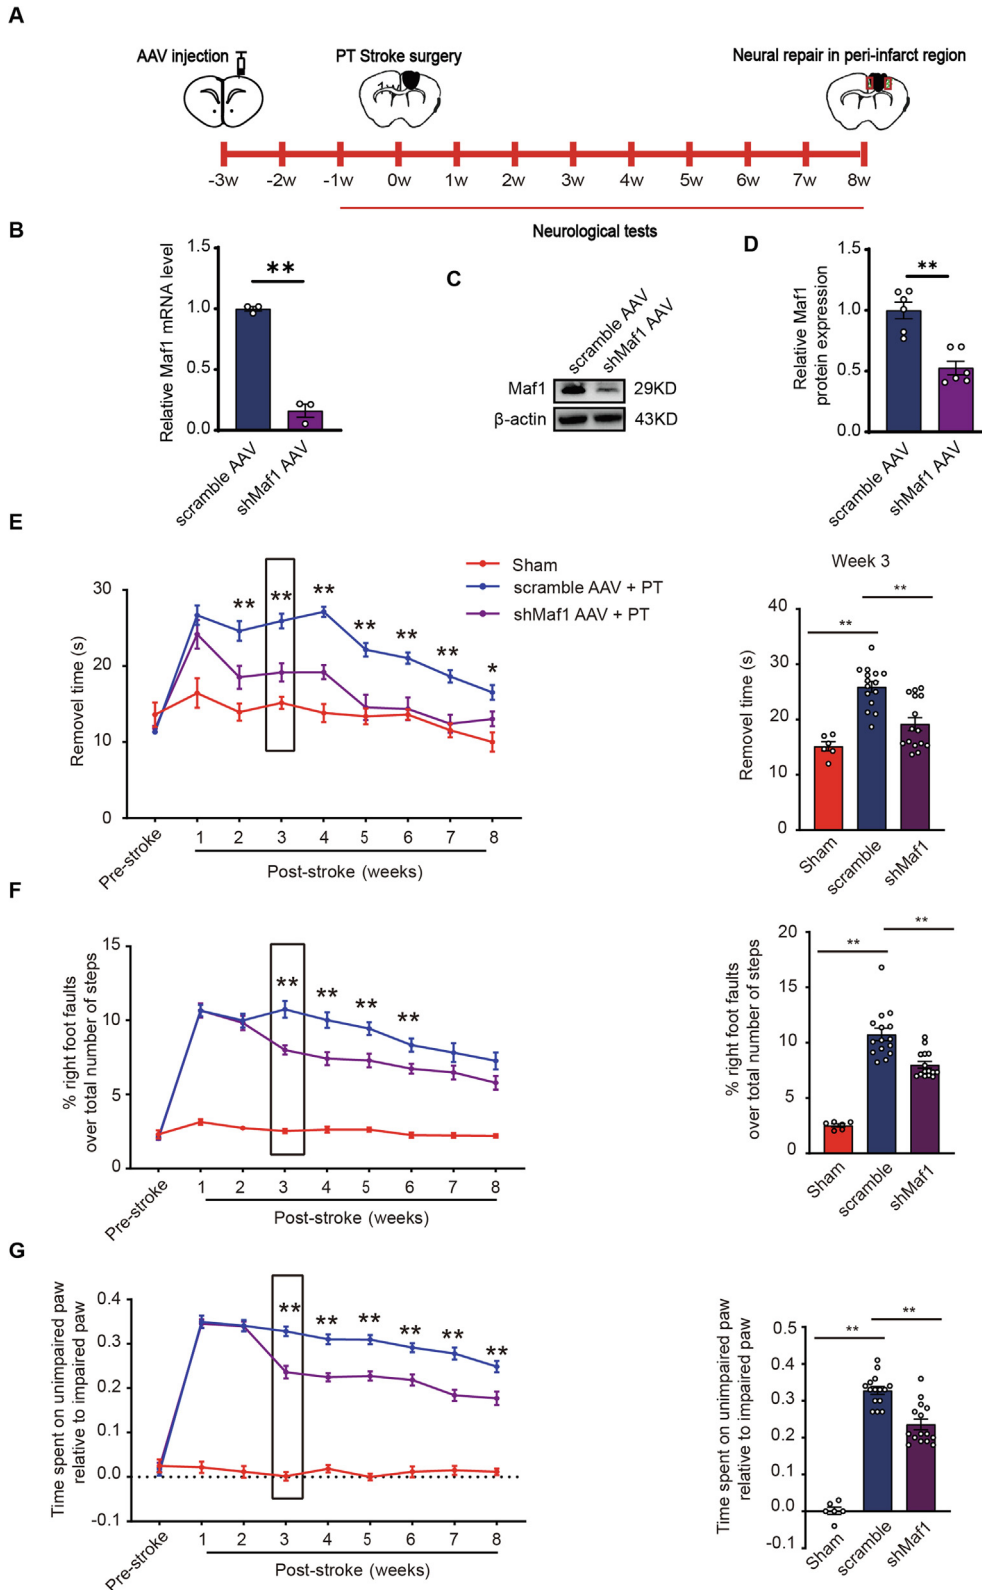 A
AAV injection
PT Stroke surgery
Neural repair in peri-infarct region
-3w -2w -1w 0w 1w 2w 3w 4w 5w 6w 7w 8w
Neurological tests
B
Relative Maf1 mRNA level
1.5
1.0
0.5
0.0
**
scramble AAV
shMaf1 AAV
C
scramble AAV
shMaf1 AAV
Maf1 29KD
β-actin 43KD
D
Relative Maf1
protein expression
1.5
1.0
0.5
0.0
**
scramble AAV
shMaf1 AAV
E
Sham
scramble AAV + PT
shMaf1 AAV + PT
Removel time (s)
30
20
10
0
** ** ** ** ** ** *
Pre-stroke 1 2 3 4 5 6 7 8
Post-stroke (weeks)
Week 3
Removel time (s)
40
30
20
10
0
**
**
Sham
scramble
shMaf1
F
% right foot faults
over total number of steps
15
10
5
0
** ** ** **
Pre-stroke 1 2 3 4 5 6 7 8
Post-stroke (weeks)
% right foot faults
over total number of steps
20
15
10
5
0
**
**
Sham
scramble
shMaf1
G
Time spent on unimpaired paw
relative to impaired paw
0.4
0.3
0.2
0.1
0.0
-0.1
** ** ** ** ** **
Pre-stroke 1 2 3 4 5 6 7 8
Post-stroke (weeks)
Time spent on unimpaired paw
relative to impaired paw
0.5
0.4
0.3
0.2
0.1
0.0
-0.1
**
**
Sham
scramble
shMaf1